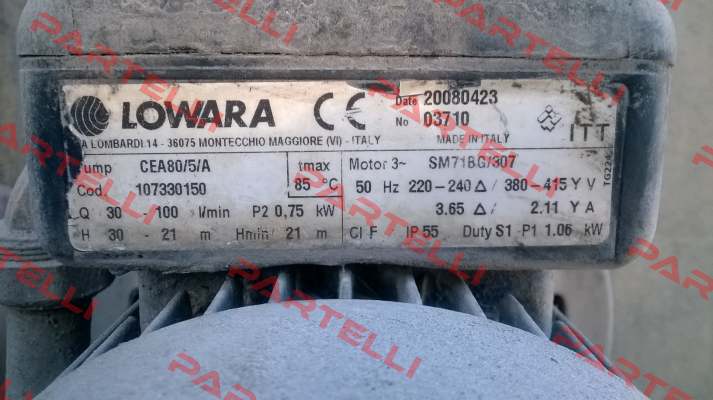 LOWARA CE Date 20080423
No 03710
A LOMBARDI.14 - 36075 MONTECCHIO MAGGIORE (VI) - ITALY MADE IN ITALY ITT
ump CEA80/5/A tmax Motor 3~ SM71BG/307
Cod. 107330150 85 °C 50 Hz 220-240 Δ / 380-415 Y V
Q 30 - 100 l/min P2 0,75 kW 3.65 Δ / 2.11 Y A
H 30 - 21 m Hmin 21 m Cl F IP 55 Duty S1 P1 1.06 kW
PARTELLI
PARTELLI
PARTELLI
PARTELLI
PARTELLI
PARTELLI